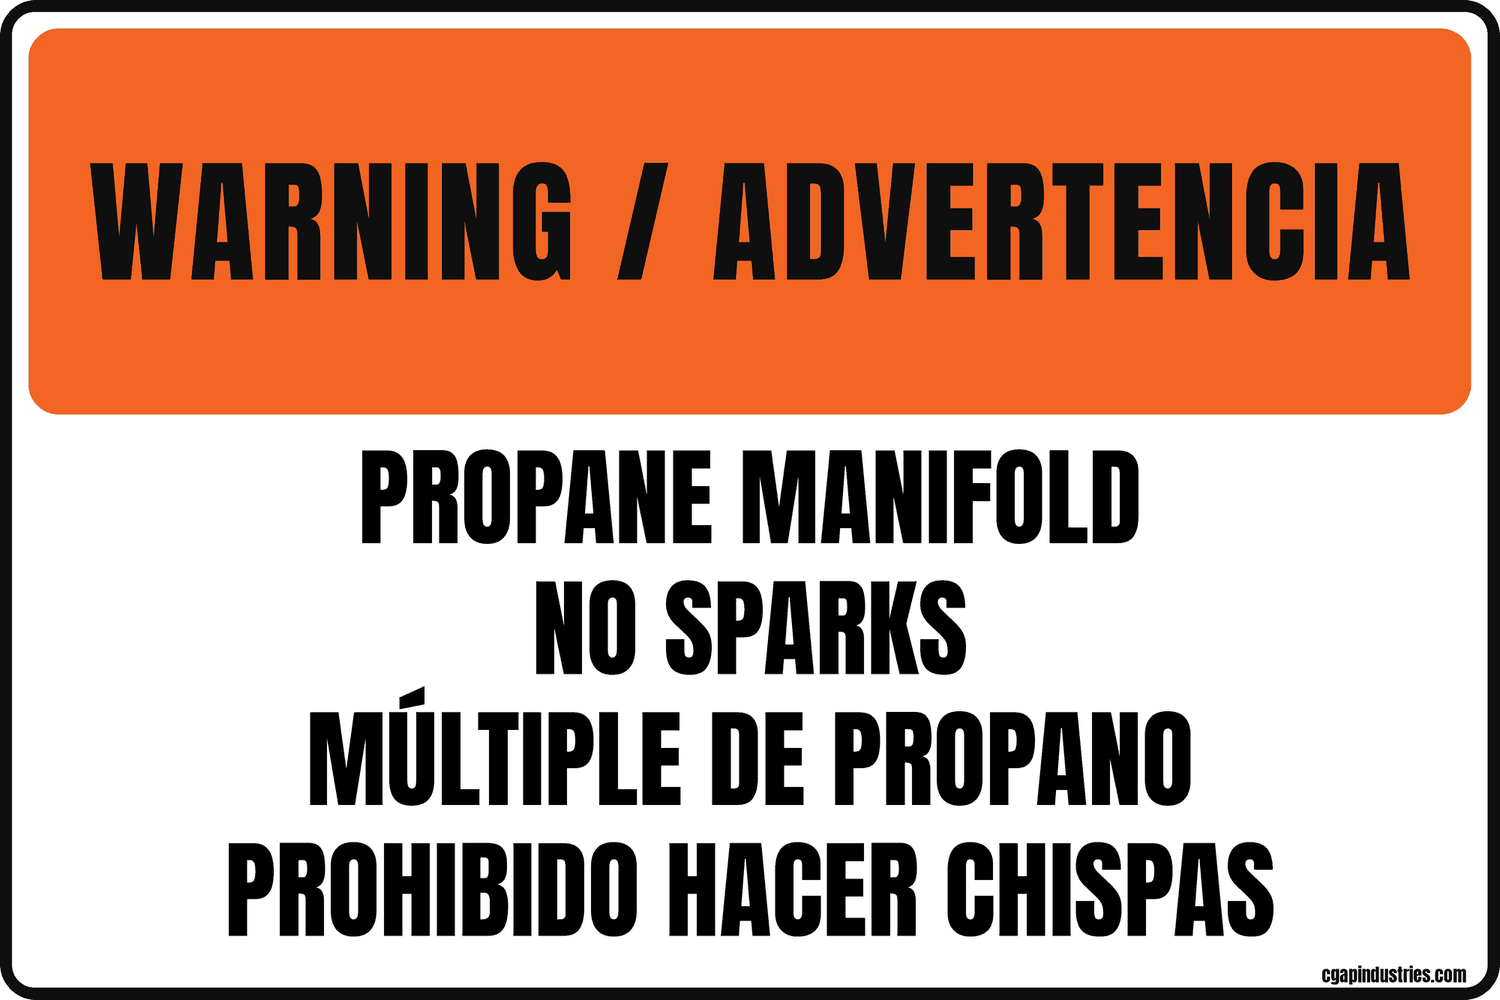 WARNING / ADVERTENCIA
PROPANE MANIFOLD
NO SPARKS
MÚLTIPLE DE PROPANO
PROHIBIDO HACER CHISPAS
cgapindustries.com